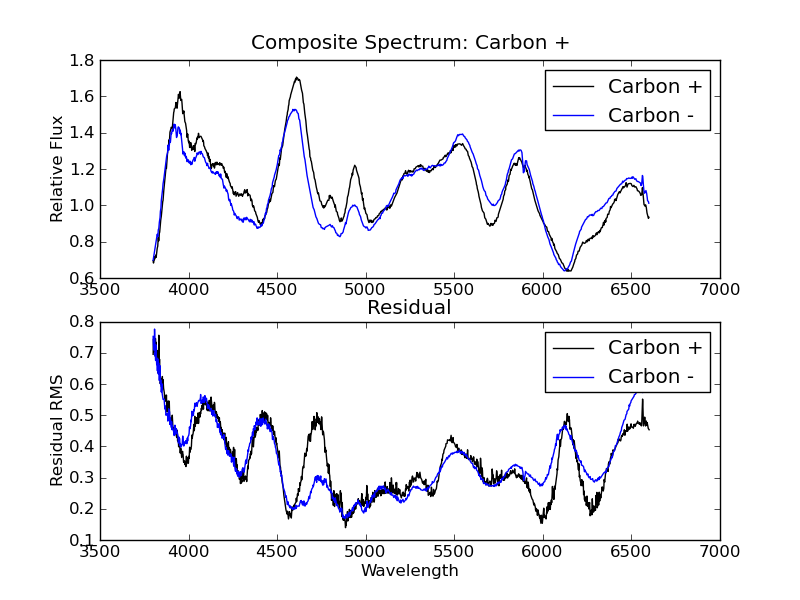 Composite Spectrum: Carbon +
1.8
1.6
1.4
1.2
1.0
0.8
0.6
Relative Flux
Carbon +
Carbon -
3500 4000 4500 5000 5500 6000 6500 7000
Residual
0.8
0.7
0.6
0.5
0.4
0.3
0.2
0.1
Residual RMS
Carbon +
Carbon -
3500 4000 4500 5000 5500 6000 6500 7000
Wavelength